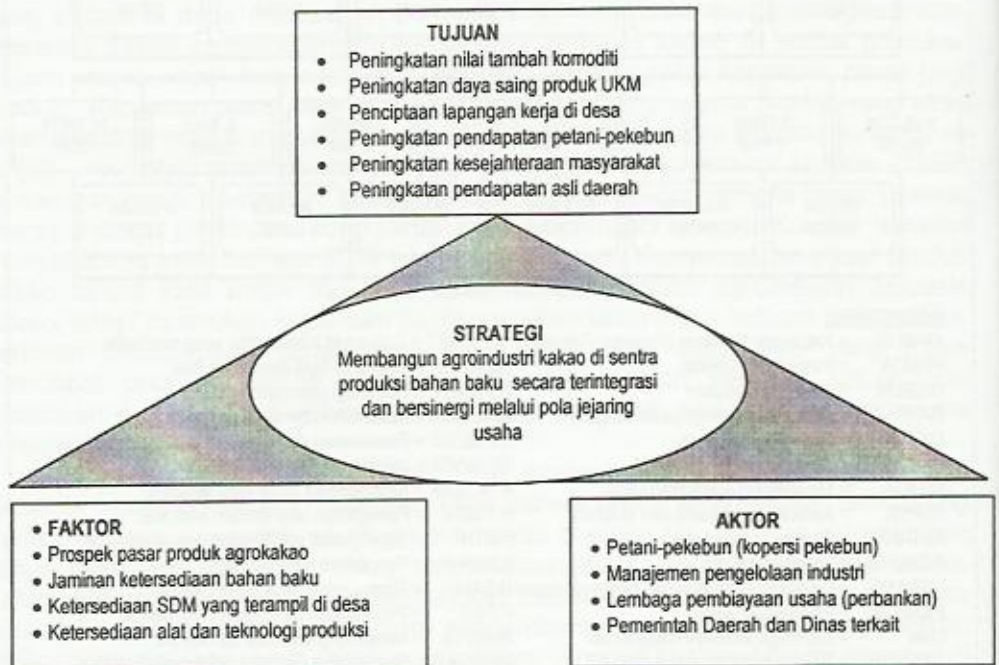 TUJUAN
• Peningkatan nilai tambah komoditi
• Peningkatan daya saing produk UKM
• Penciptaan lapangan kerja di desa
• Peningkatan pendapatan petani-pekebun
• Peningkatan kesejahteraan masyarakat
• Peningkatan pendapatan asli daerah
STRATEGI
Membangun agroindustri kakao di sentra
produksi bahan baku secara terintegrasi
dan bersinergi melalui pola jejaring
usaha
• FAKTOR
• Prospek pasar produk agrokakao
• Jaminan ketersediaan bahan baku
• Ketersediaan SDM yang terampil di desa
• Ketersediaan alat dan teknologi produksi
AKTOR
• Petani-pekebun (kopersi pekebun)
• Manajemen pengelolaan industri
• Lembaga pembiayaan usaha (perbankan)
• Pemerintah Daerah dan Dinas terkait